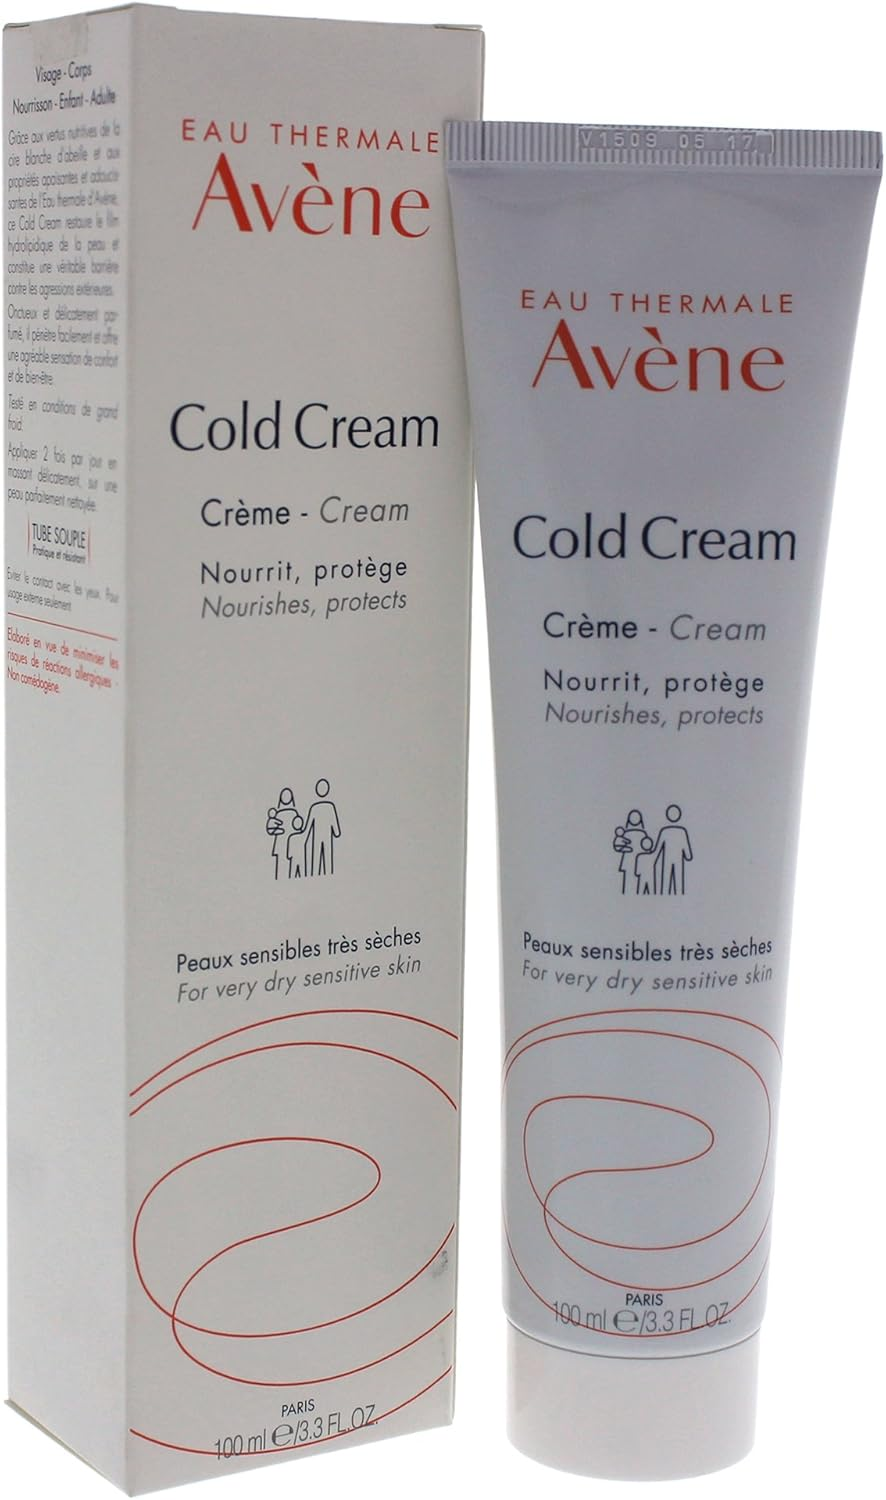 Visage - Corps
Nourrisson - Enfant - Adulte
Grâce aux vertus nutritives de la
cire blanche d'abeille et aux
propriétés apaisantes et adoucis-
santes de l'Eau thermale d'Avène,
ce Cold Cream restaure le film
hydrolipidique de la peau et
constitue une véritable barrière
contre les agressions extérieures.
Onctueux et délicatement par-
fumé, il pénètre facilement et offre
une agréable sensation de confort
et de bien-être.
Testé en conditions de grand
froid.
Appliquer 2 fois par jour en
massant délicatement, sur une
peau parfaitement nettoyée.
TUBE SOUPLE
Pratique et résistant
Eviter le contact avec les yeux. Pour
usage externe seulement.
Elaboré en vue de minimiser les
risques de réactions allergiques -
Non comédogène.
EAU THERMALE
Avène
Cold Cream
Crème - Cream
Nourrit, protège
Nourishes, protects
Peaux sensibles très sèches
For very dry sensitive skin
PARIS
100 ml e/3.3 FL.OZ.
V1509 05 17
EAU THERMALE
Avène
Cold Cream
Crème - Cream
Nourrit, protège
Nourishes, protects
Peaux sensibles très sèches
For very dry sensitive skin
PARIS
100 ml e/3.3 FL.OZ.